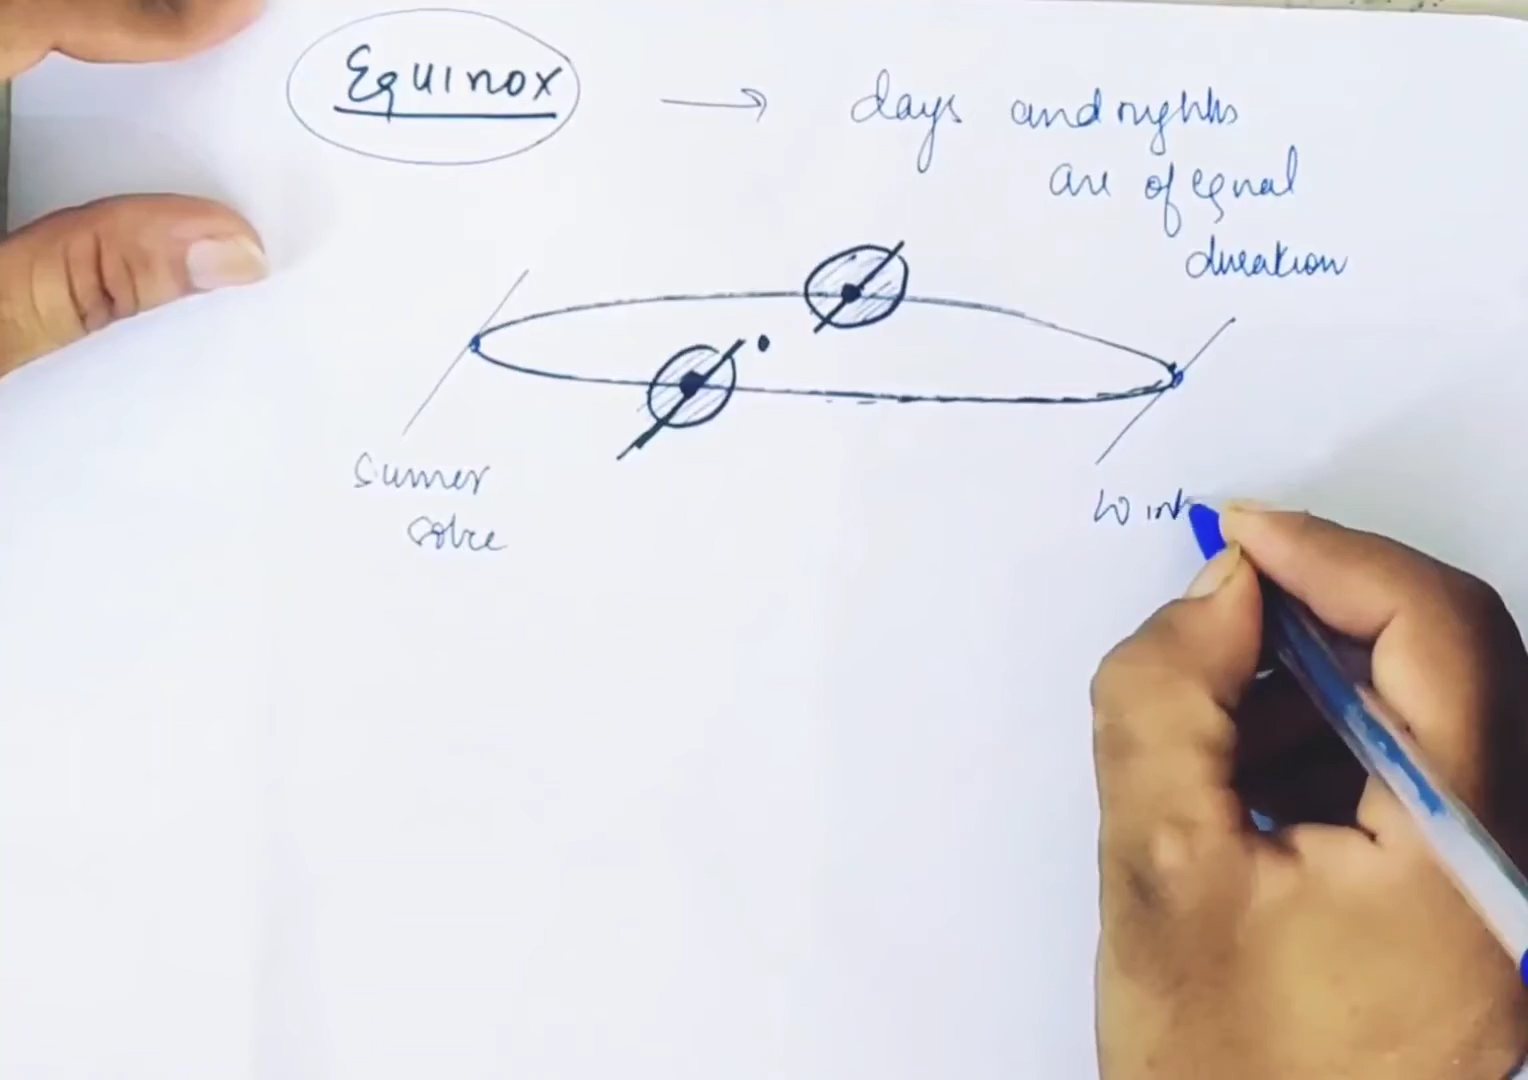 Equinox
days and nights
are of equal
duration
Sumer
solce
Wint